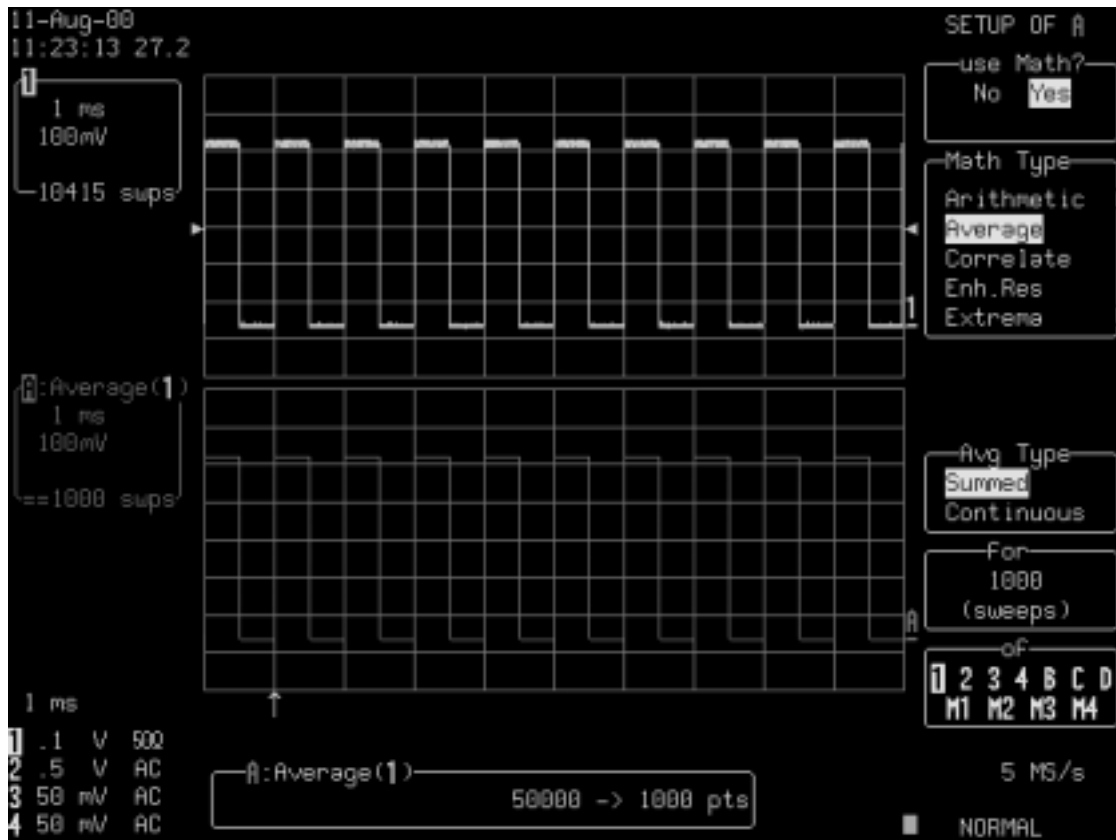 11-Aug-00
11:23:13 27.2
1
1 ms
100mV
10415 swps
1
A:Average(1)
1 ms
100mV
==1000 swps
A
1 ms
1 .1 V 50Ω
2 .5 V AC
3 50 mV AC
4 50 mV AC
A:Average(1)
50000 -> 1000 pts
SETUP OF A
use Math?
No Yes
Math Type
Arithmetic
Average
Correlate
Enh.Res
Extrema
Avg Type
Summed
Continuous
For
1000
(sweeps)
of
1 2 3 4 B C D
M1 M2 M3 M4
5 MS/s
NORMAL